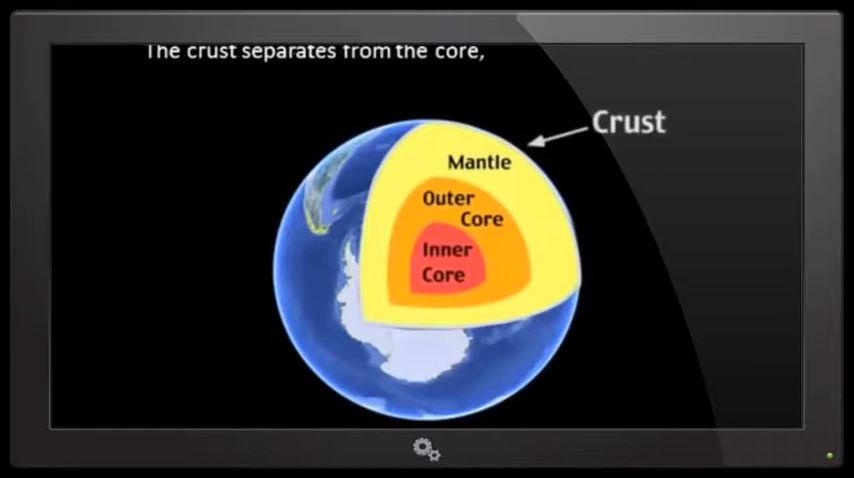 The crust separates from the core,
Crust
Mantle
Outer
Core
Inner
Core